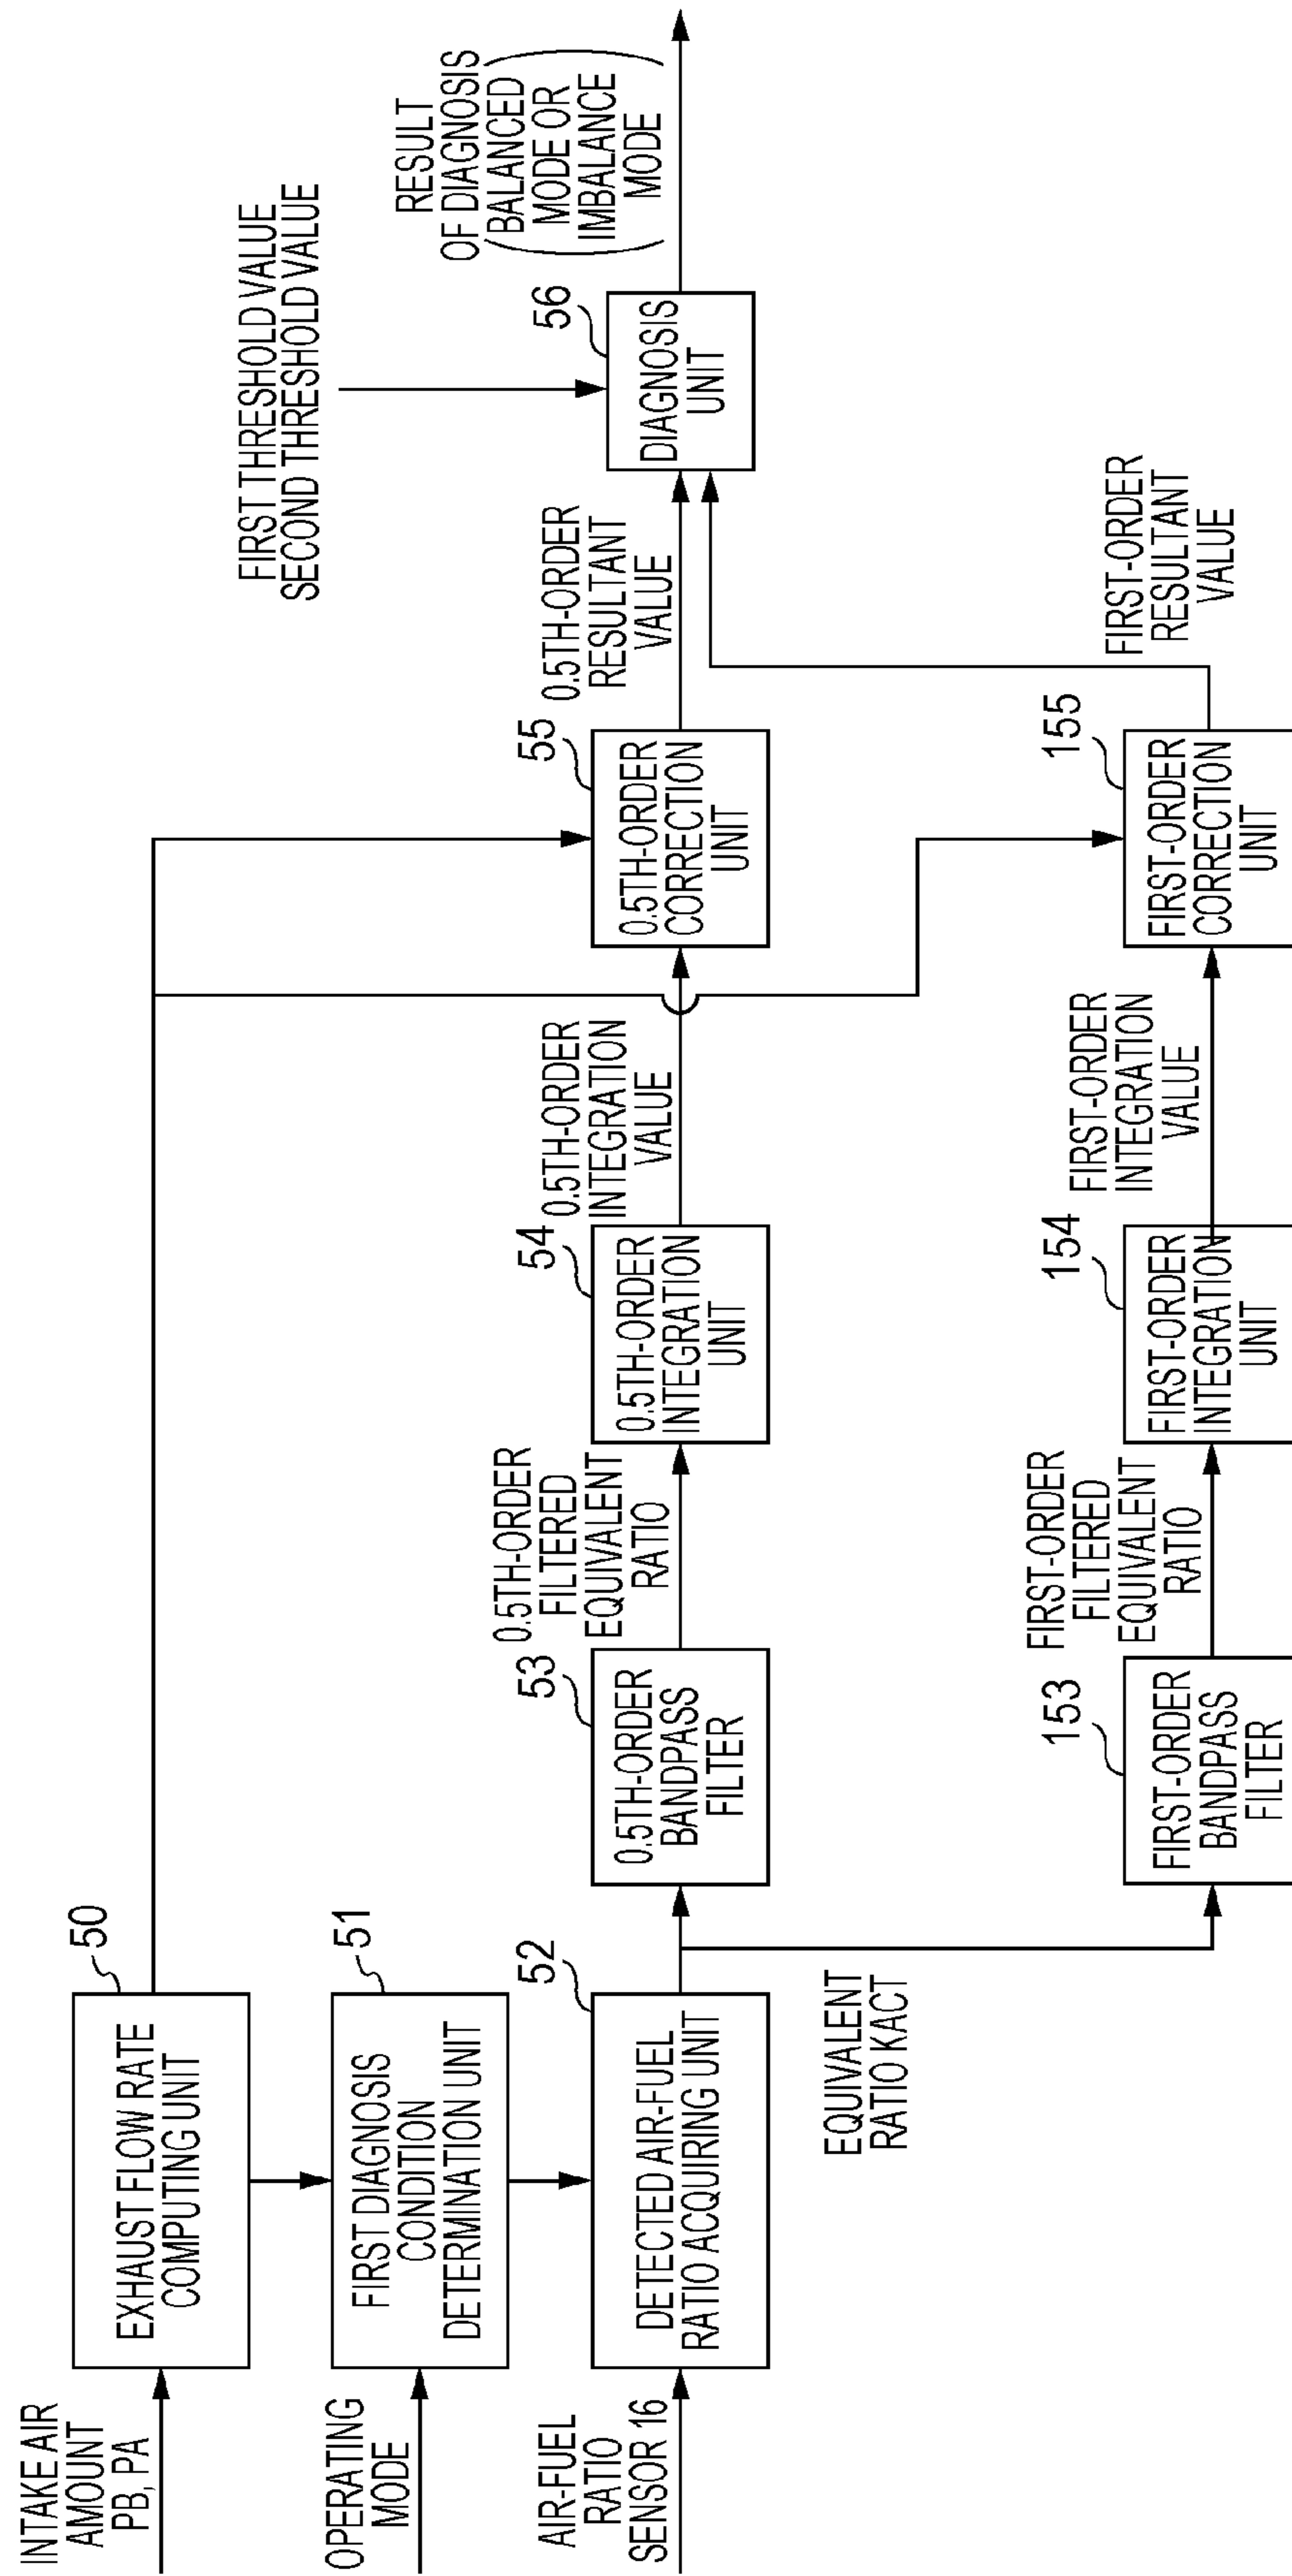 INTAKE AIR
AMOUNT
PB, PA
50
EXHAUST FLOW RATE
COMPUTING UNIT
OPERATING
MODE
51
FIRST DIAGNOSIS
CONDITION
DETERMINATION UNIT
AIR-FUEL
RATIO
SENSOR 16
52
DETECTED AIR-FUEL
RATIO ACQUIRING UNIT
EQUIVALENT
RATIO KACT
53
0.5TH-ORDER
BANDPASS
FILTER
0.5TH-ORDER
FILTERED
EQUIVALENT
RATIO
54
0.5TH-ORDER
INTEGRATION
UNIT
0.5TH-ORDER
INTEGRATION
VALUE
55
0.5TH-ORDER
CORRECTION
UNIT
0.5TH-ORDER
RESULTANT
VALUE
FIRST THRESHOLD VALUE
SECOND THRESHOLD VALUE
56
DIAGNOSIS
UNIT
RESULT
OF DIAGNOSIS
(BALANCED
MODE OR
IMBALANCE
MODE)
153
FIRST-ORDER
BANDPASS
FILTER
FIRST-ORDER
FILTERED
EQUIVALENT
RATIO
154
FIRST-ORDER
INTEGRATION
UNIT
FIRST-ORDER
INTEGRATION
VALUE
155
FIRST-ORDER
CORRECTION
UNIT
FIRST-ORDER
RESULTANT
VALUE